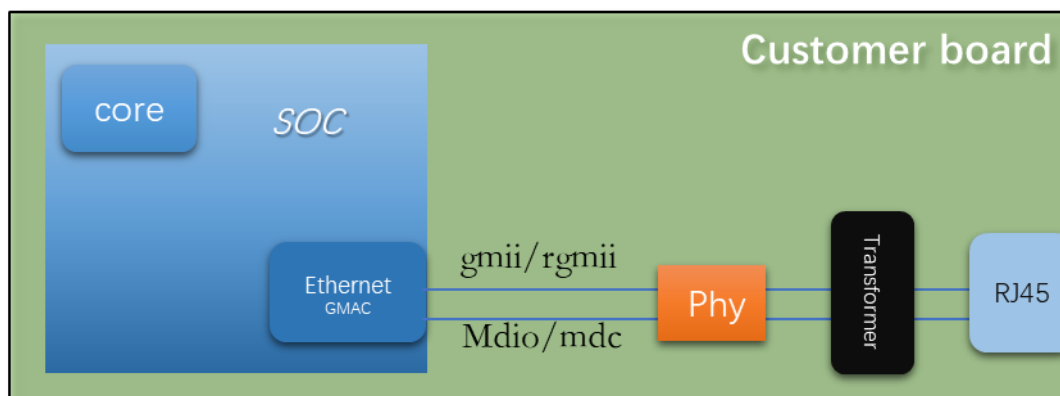 Customer board
core
SOC
gmii/rgmii
Ethernet
GMAC
Mdio/mdc
Phy
Transformer
RJ45